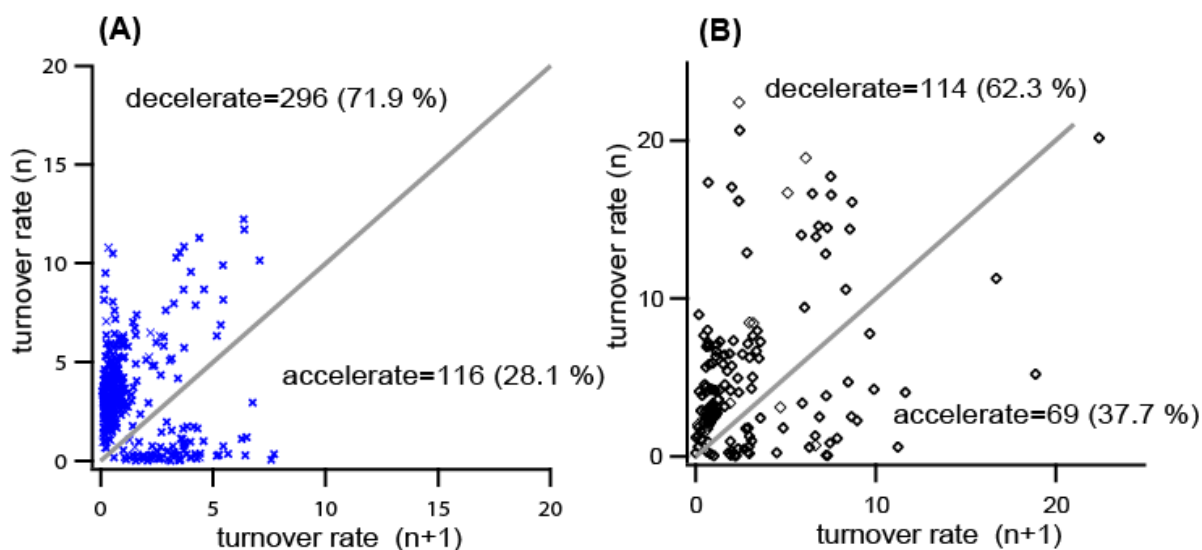 (A)
20
15
10
5
0
turnover rate (n)
decelerate=296 (71.9 %)
accelerate=116 (28.1 %)
0 5 10 15 20
turnover rate (n+1)
(B)
20
10
0
turnover rate (n)
decelerate=114 (62.3 %)
accelerate=69 (37.7 %)
0 10 20
turnover rate (n+1)